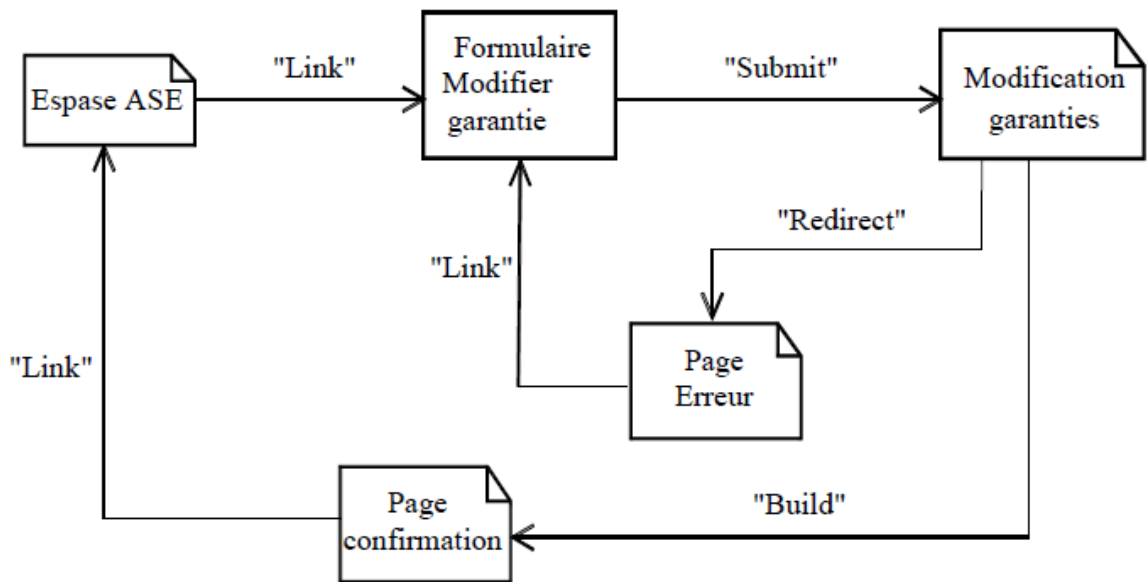 Espase ASE
"Link"
Formulaire
Modifier
garantie
"Submit"
Modification
garanties
"Redirect"
"Link"
Page
Erreur
"Link"
Page
confirmation
"Build"